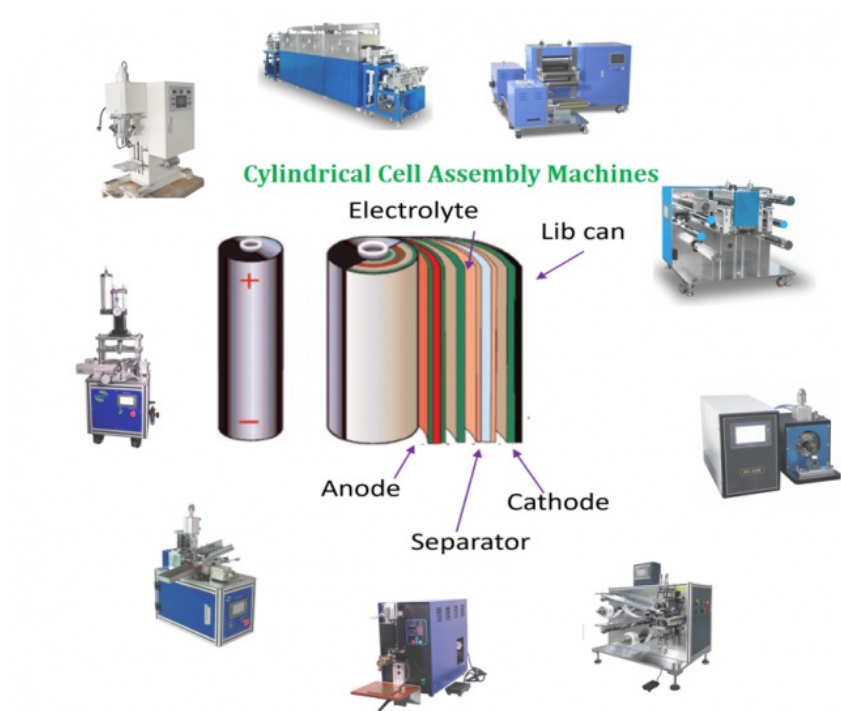 Cylindrical Cell Assembly Machines
Electrolyte
Lib can
+
−
Anode
Cathode
Separator